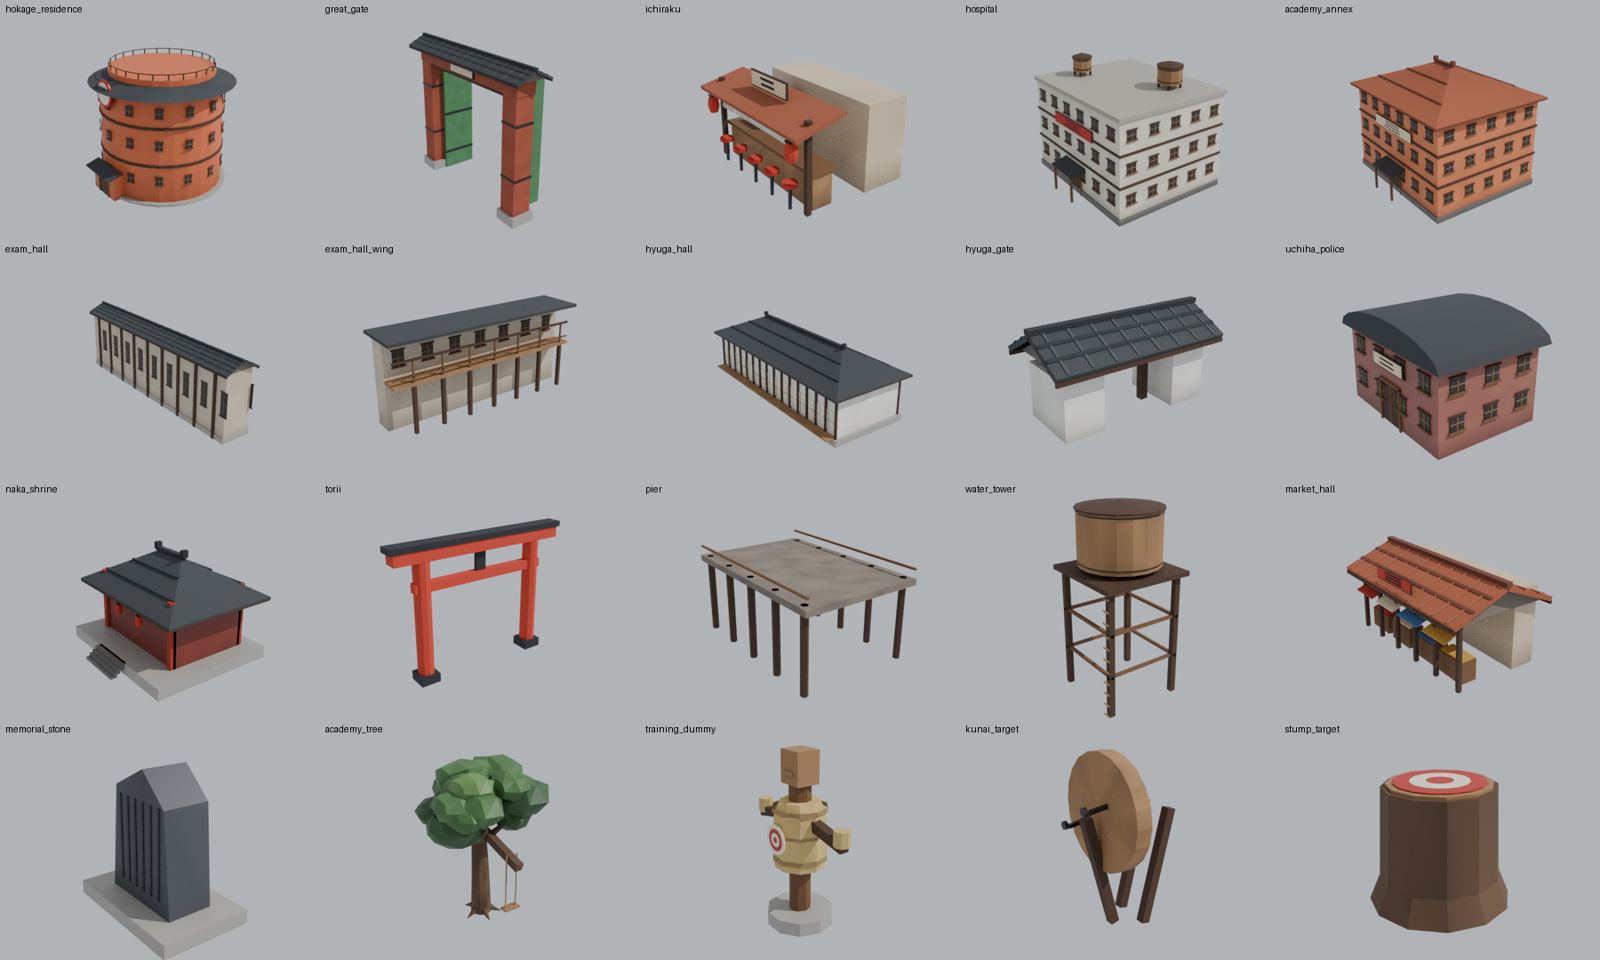 hokage_residence
great_gate
ichiraku
hospital
academy_annex
exam_hall
exam_hall_wing
hyuga_hall
hyuga_gate
uchiha_police
naka_shrine
torii
pier
water_tower
market_hall
memorial_stone
academy_tree
training_dummy
kunai_target
stump_target